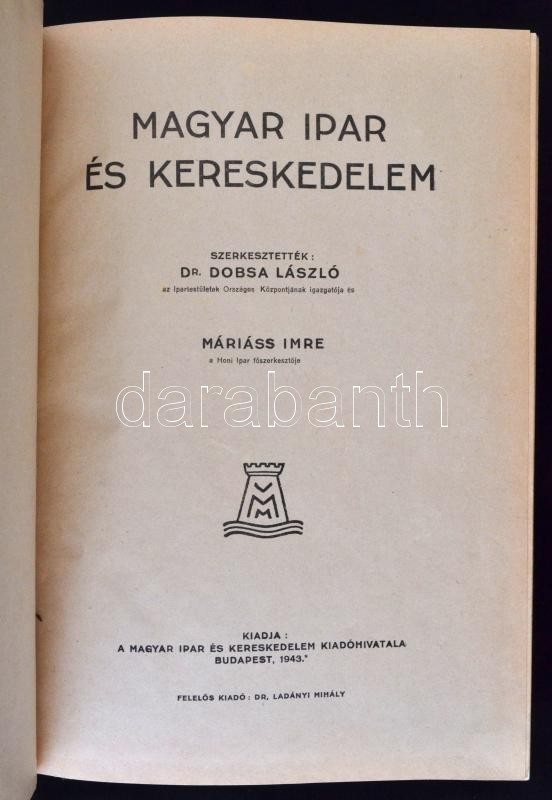 MAGYAR IPAR
ÉS KERESKEDELEM
SZERKESZTETTÉK :
DR. DOBSA LÁSZLÓ
az Ipartestületek Országos Központjának igazgatója és
MÁRIÁSS IMRE
a Honi Ipar főszerkesztője
darabanth
VMM
KIADJA :
A MAGYAR IPAR ÉS KERESKEDELEM KIADÓHIVATALA
BUDAPEST, 1943.*
FELELŐS KIADÓ : DR. LADÁNYI MIHÁLY